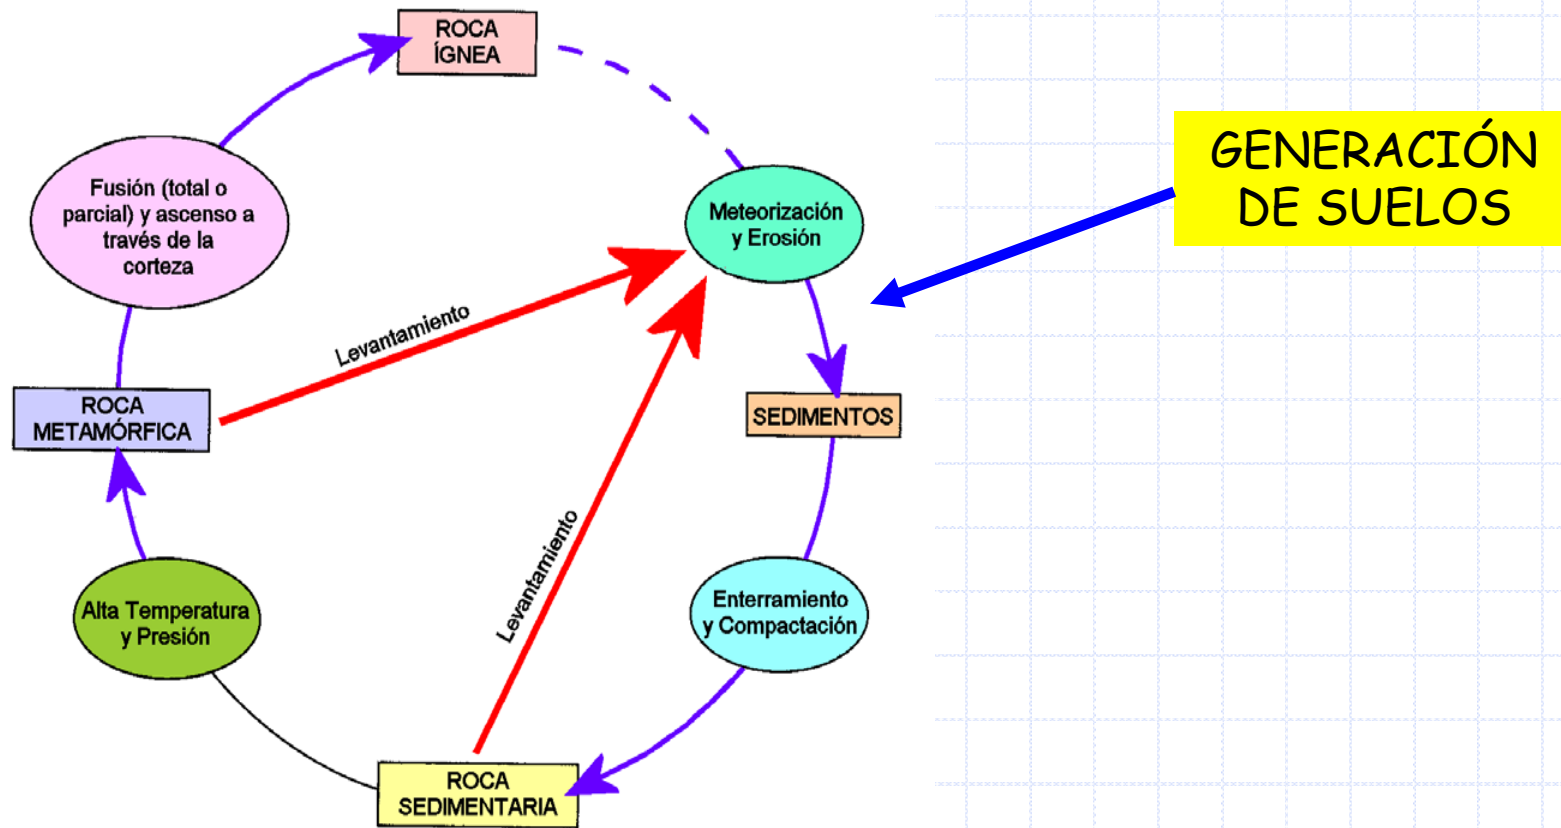 ROCA
ÍGNEA
GENERACIÓN
DE SUELOS
Fusión (total o
parcial) y ascenso a
través de la
corteza
Meteorización
y Erosión
Levantamiento
ROCA
METAMÓRFICA
SEDIMENTOS
Levantamiento
Alta Temperatura
y Presión
Enterramiento
y Compactación
ROCA
SEDIMENTARIA